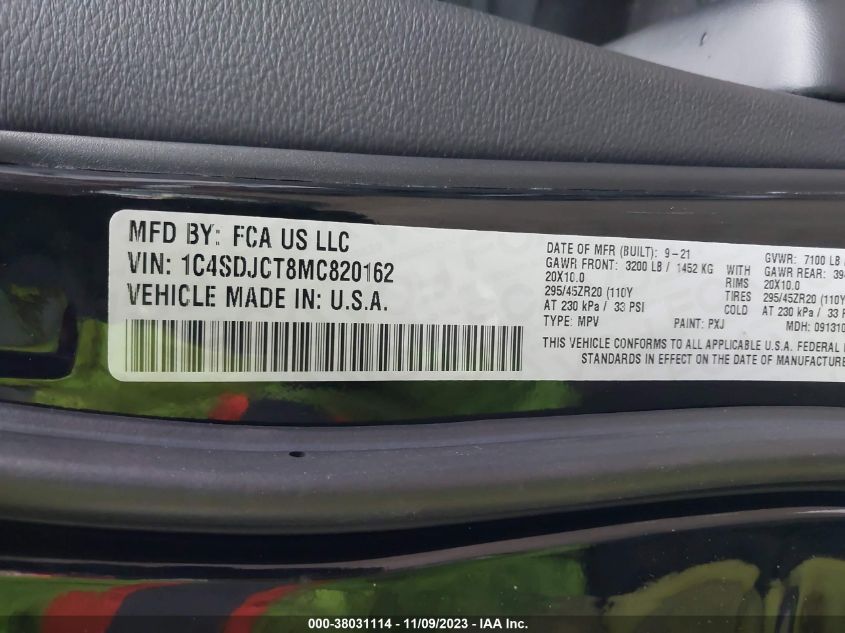 MFD BY: FCA US LLC
VIN: 1C4SDJCT8MC820162
VEHICLE MADE IN: U.S.A.
DATE OF MFR (BUILT): 9-21 GVWR: 7100 LB
GAWR FRONT: 3200 LB / 1452 KG WITH GAWR REAR:
20X10.0 RIMS 20X10.0
295/45ZR20 (110Y TIRES 295/45ZR20 (110Y
AT 230 kPa / 33 PSI COLD AT 230 kPa / 33
TYPE: MPV PAINT: PXJ MDH: 091310
THIS VEHICLE CONFORMS TO ALL APPLICABLE U.S.A. FEDERAL
STANDARDS IN EFFECT ON THE DATE OF MANUFACTURE
000-38031114 - 11/09/2023 - IAA Inc.